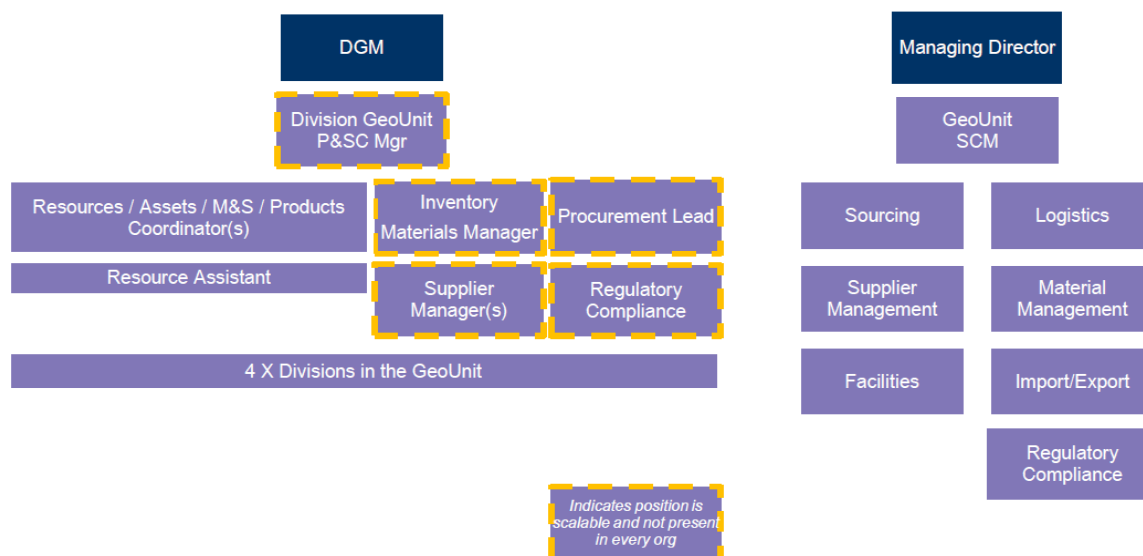 DGM
Managing Director
Division GeoUnit
P&SC Mgr
GeoUnit
SCM
Resources / Assets / M&S / Products
Coordinator(s)
Inventory
Materials Manager
Procurement Lead
Sourcing
Logistics
Resource Assistant
Supplier
Manager(s)
Regulatory
Compliance
Supplier
Management
Material
Management
4 X Divisions in the GeoUnit
Facilities
Import/Export
Regulatory
Compliance
Indicates position is
scalable and not present
in every org